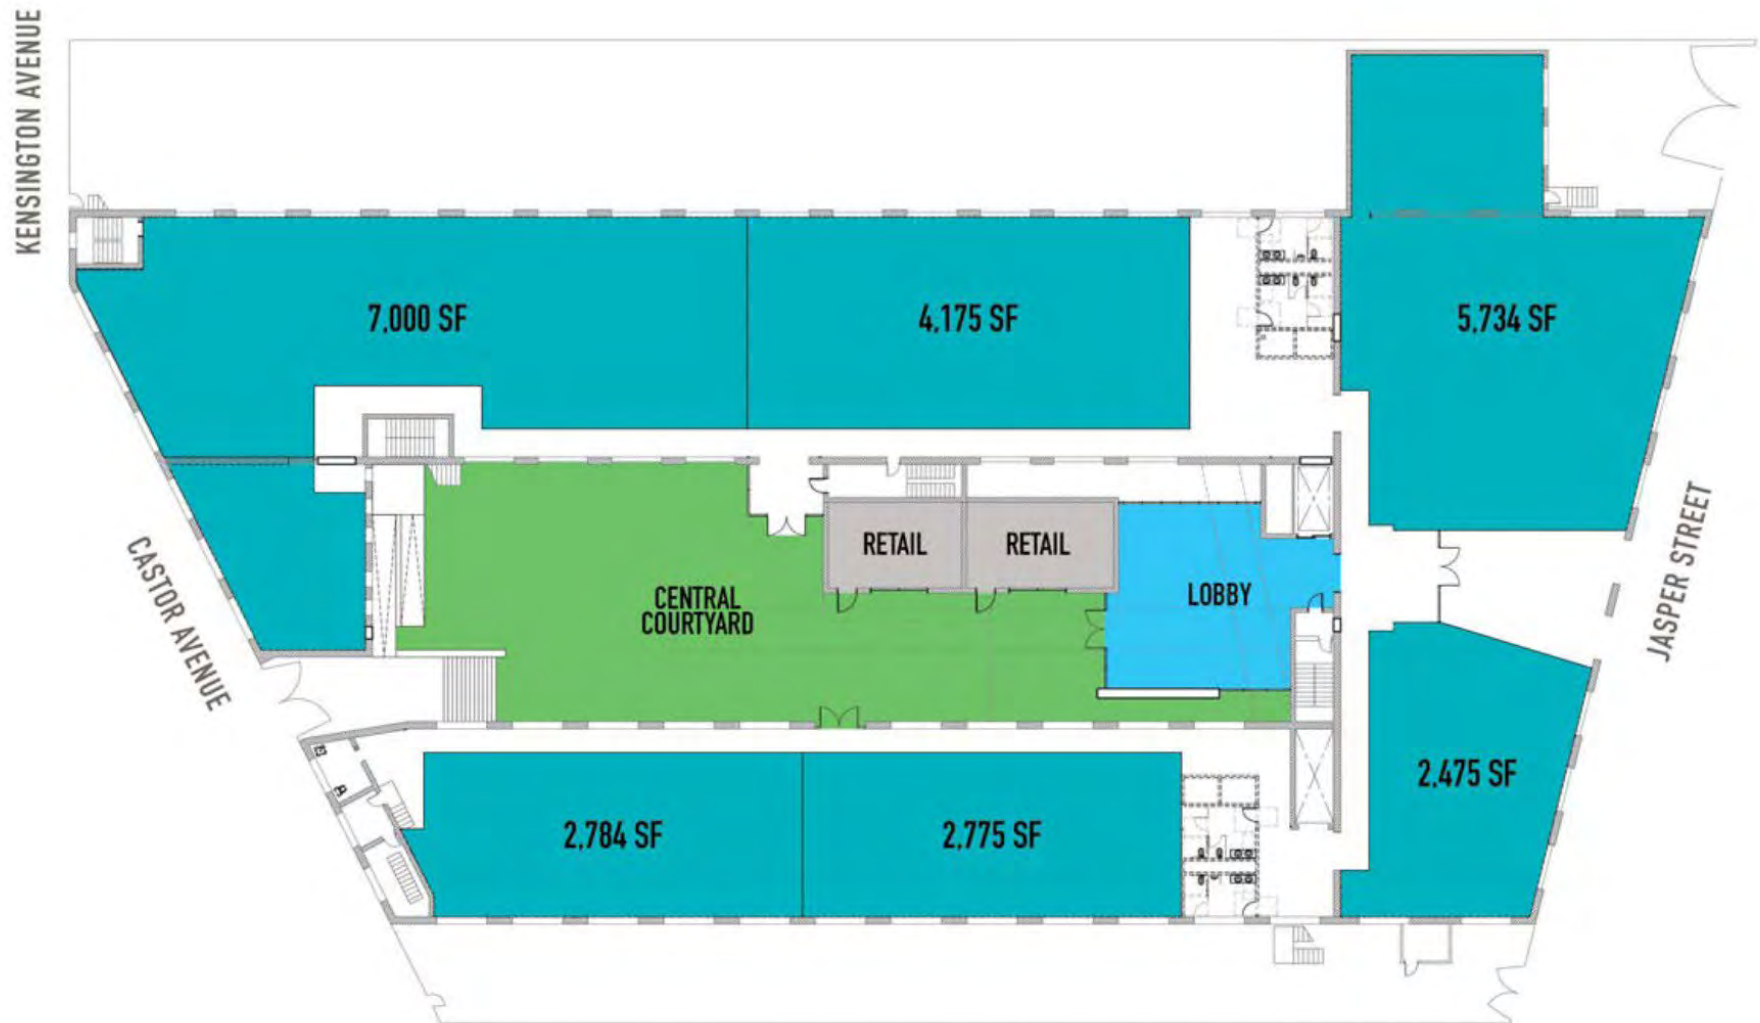 KENSINGTON AVENUE
7,000 SF
4,175 SF
5,734 SF
RETAIL
RETAIL
LOBBY
CENTRAL
COURTYARD
CASTOR AVENUE
JASPER STREET
2,784 SF
2,775 SF
2,475 SF